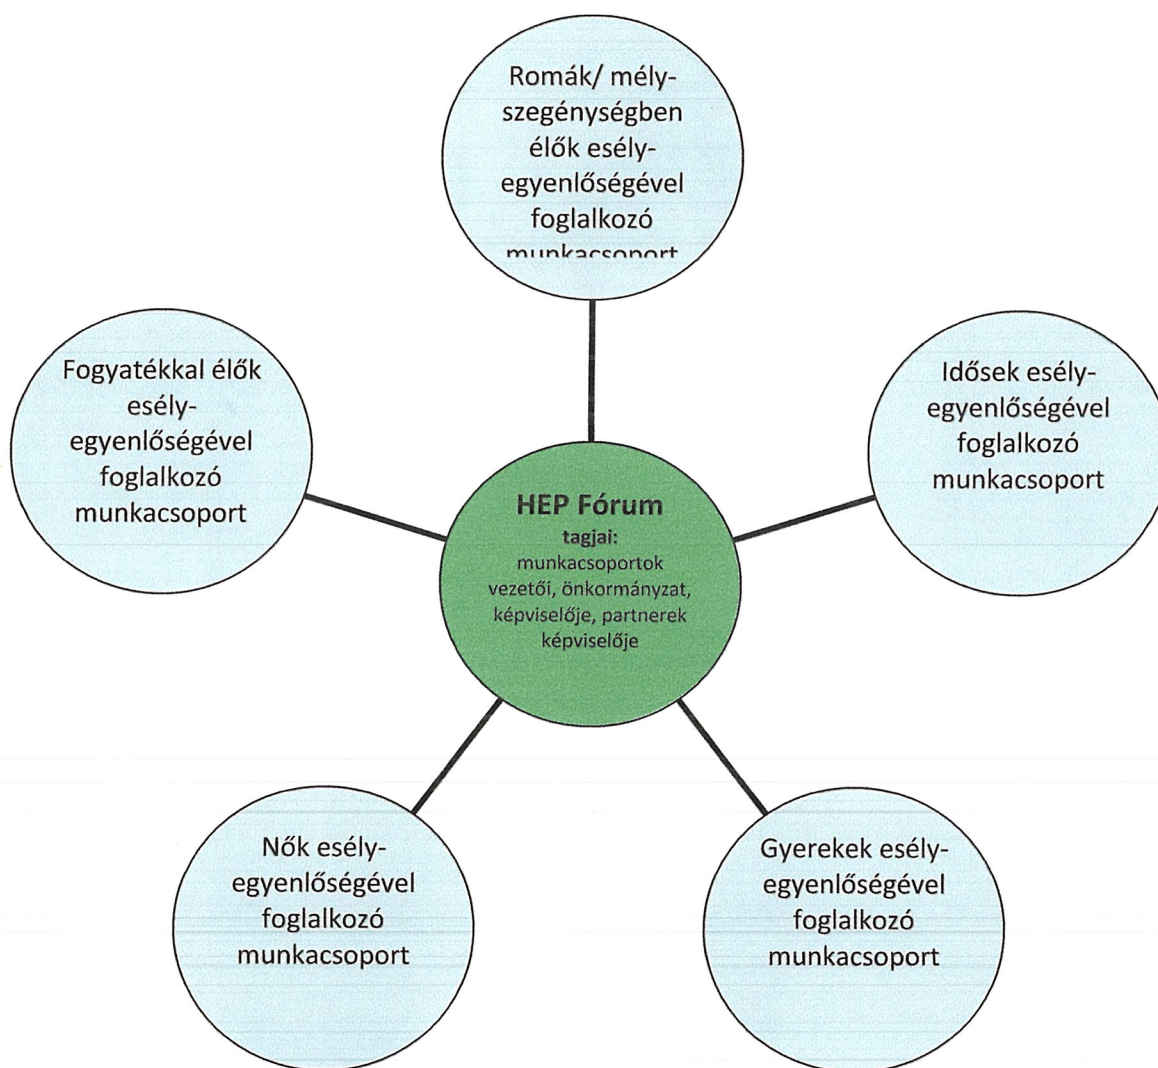 Romák/ mély-
szegénységben
élők esély-
egyenlőségével
foglalkozó
munkacsoport
Fogyatékkal élők
esély-
egyenlőségével
foglalkozó
munkacsoport
Idősek esély-
egyenlőségével
foglalkozó
munkacsoport
HEP Fórum
tagjai:
munkacsoportok
vezetői, önkormányzat,
képviselője, partnerek
képviselője
Nők esély-
egyenlőségével
foglalkozó
munkacsoport
Gyerekek esély-
egyenlőségével
foglalkozó
munkacsoport